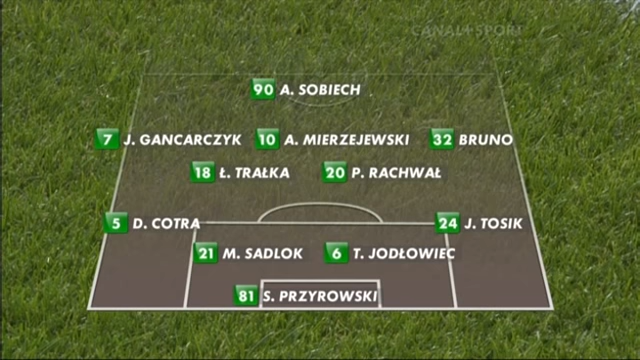 CANAL+ SPORT
90 A. SOBIECH
7 J. GANCARCZYK 10 A. MIERZEJEWSKI 32 BRUNO
18 Ł. TRAŁKA 20 P. RACHWAŁ
5 D. COTRA 24 J. TOSIK
21 M. SADLOK 6 T. JODŁOWIEC
81 S. PRZYROWSKI